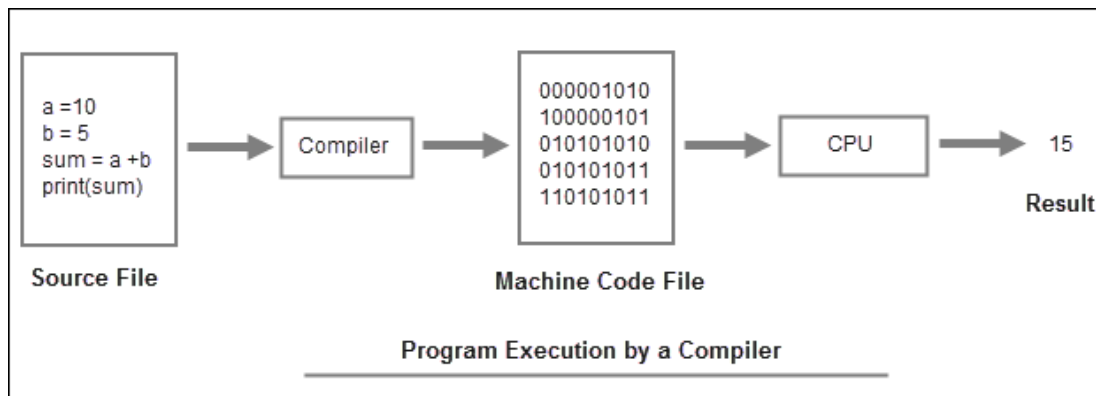 a =10
b = 5
sum = a +b
print(sum)
Source File
Compiler
000001010
100000101
010101010
010101011
110101011
Machine Code File
CPU
15
Result
Program Execution by a Compiler